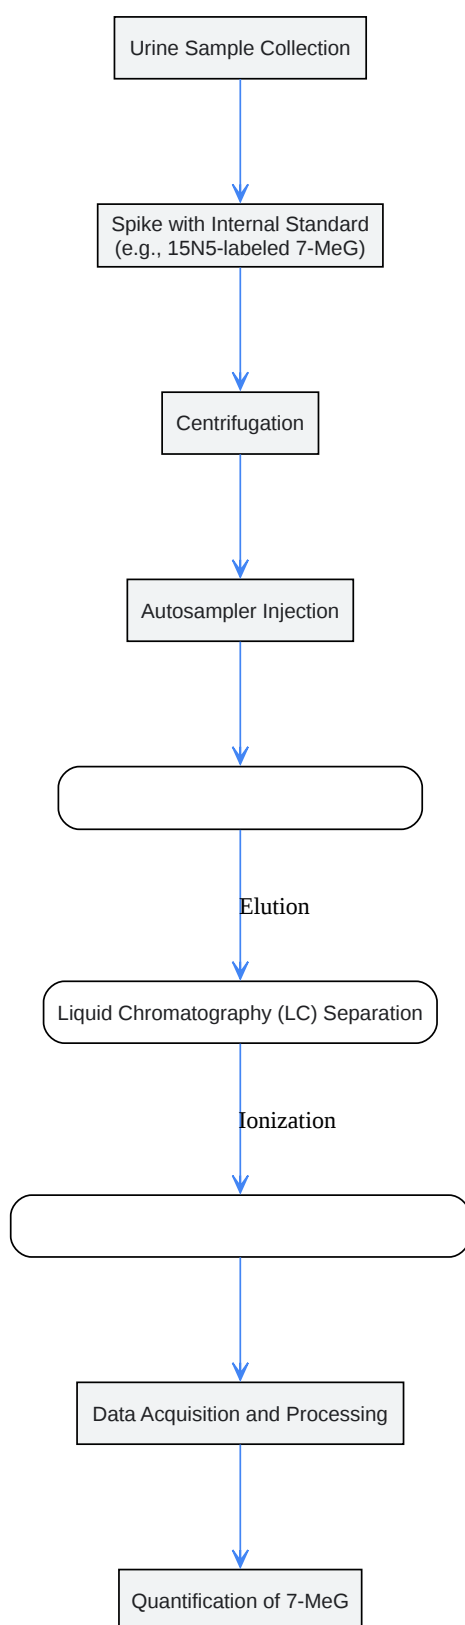 Urine Sample Collection
Spike with Internal Standard
(e.g., 15N5-labeled 7-MeG)
Centrifugation
Autosampler Injection
Elution
Liquid Chromatography (LC) Separation
Ionization
Data Acquisition and Processing
Quantification of 7-MeG